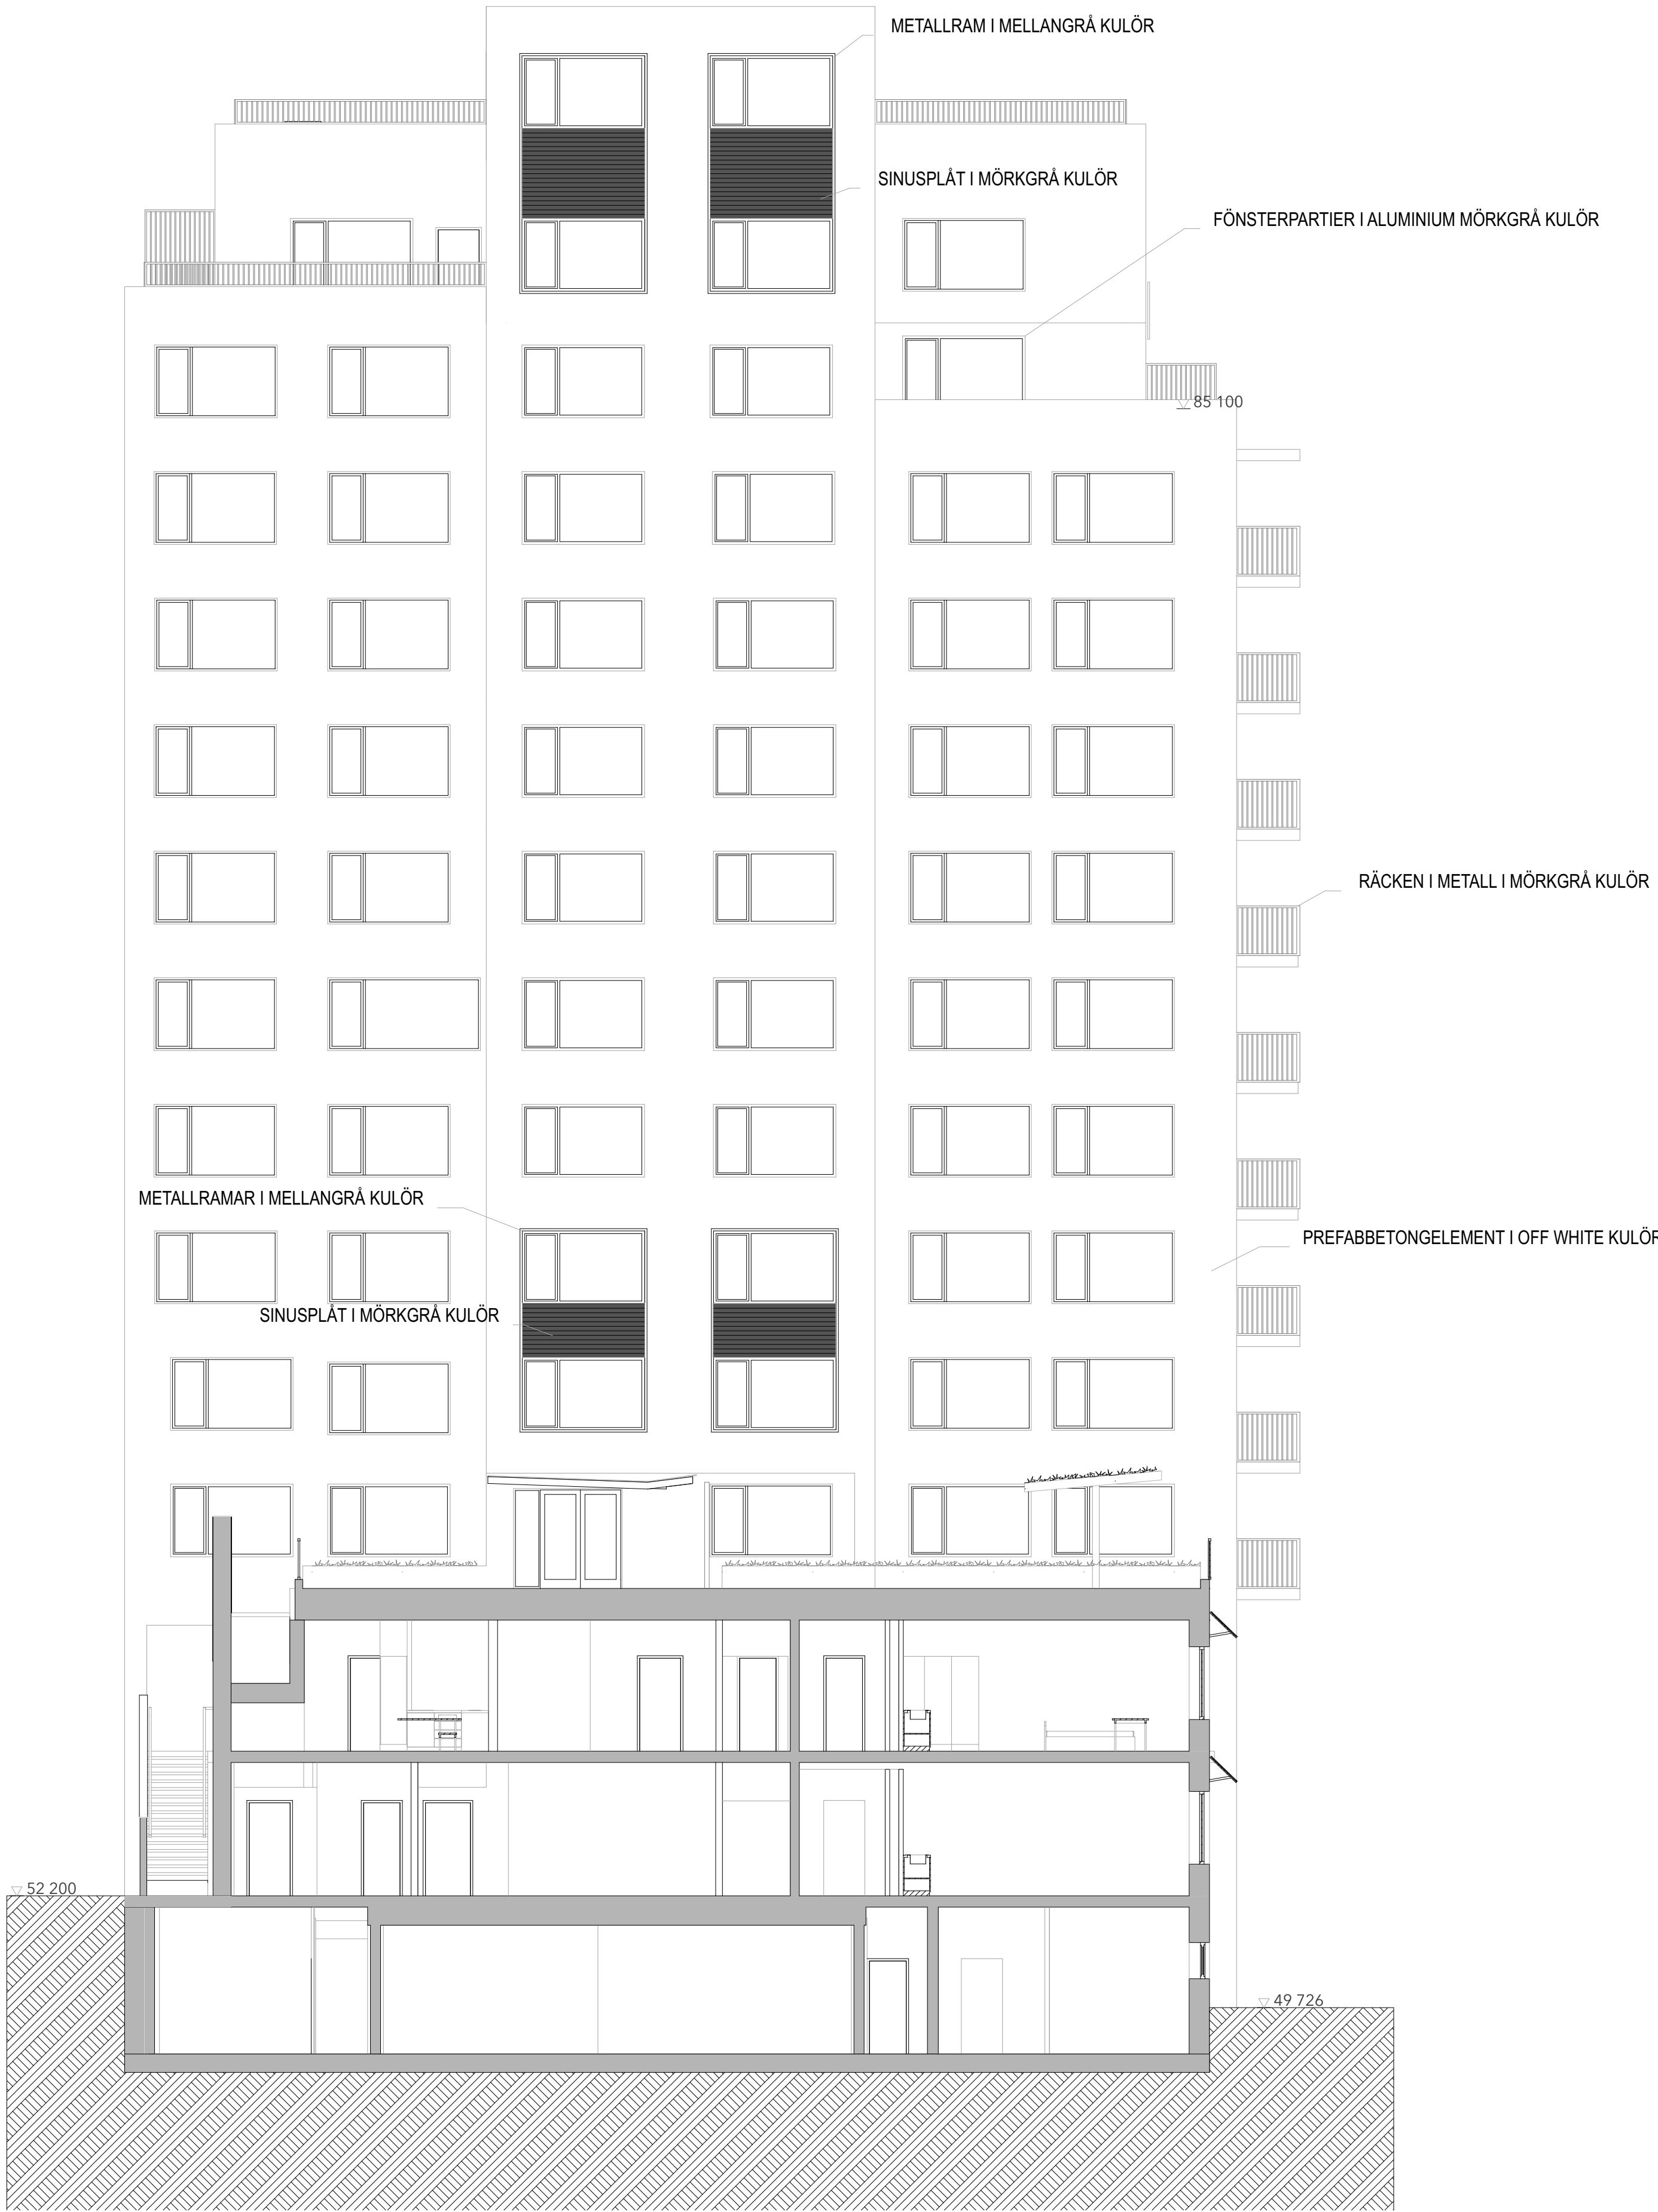 METALLRAM I MELLANGRÅ KULÖR
SINUSPLÅT I MÖRKGRÅ KULÖR
FÖNSTERPARTIER I ALUMINIUM MÖRKGRÅ KULÖR
85 100
RÄCKEN I METALL I MÖRKGRÅ KULÖR
METALLRAMAR I MELLANGRÅ KULÖR
PREFABBETONGELEMENT I OFF WHITE KULÖR
SINUSPLÅT I MÖRKGRÅ KULÖR
52 200
49 726